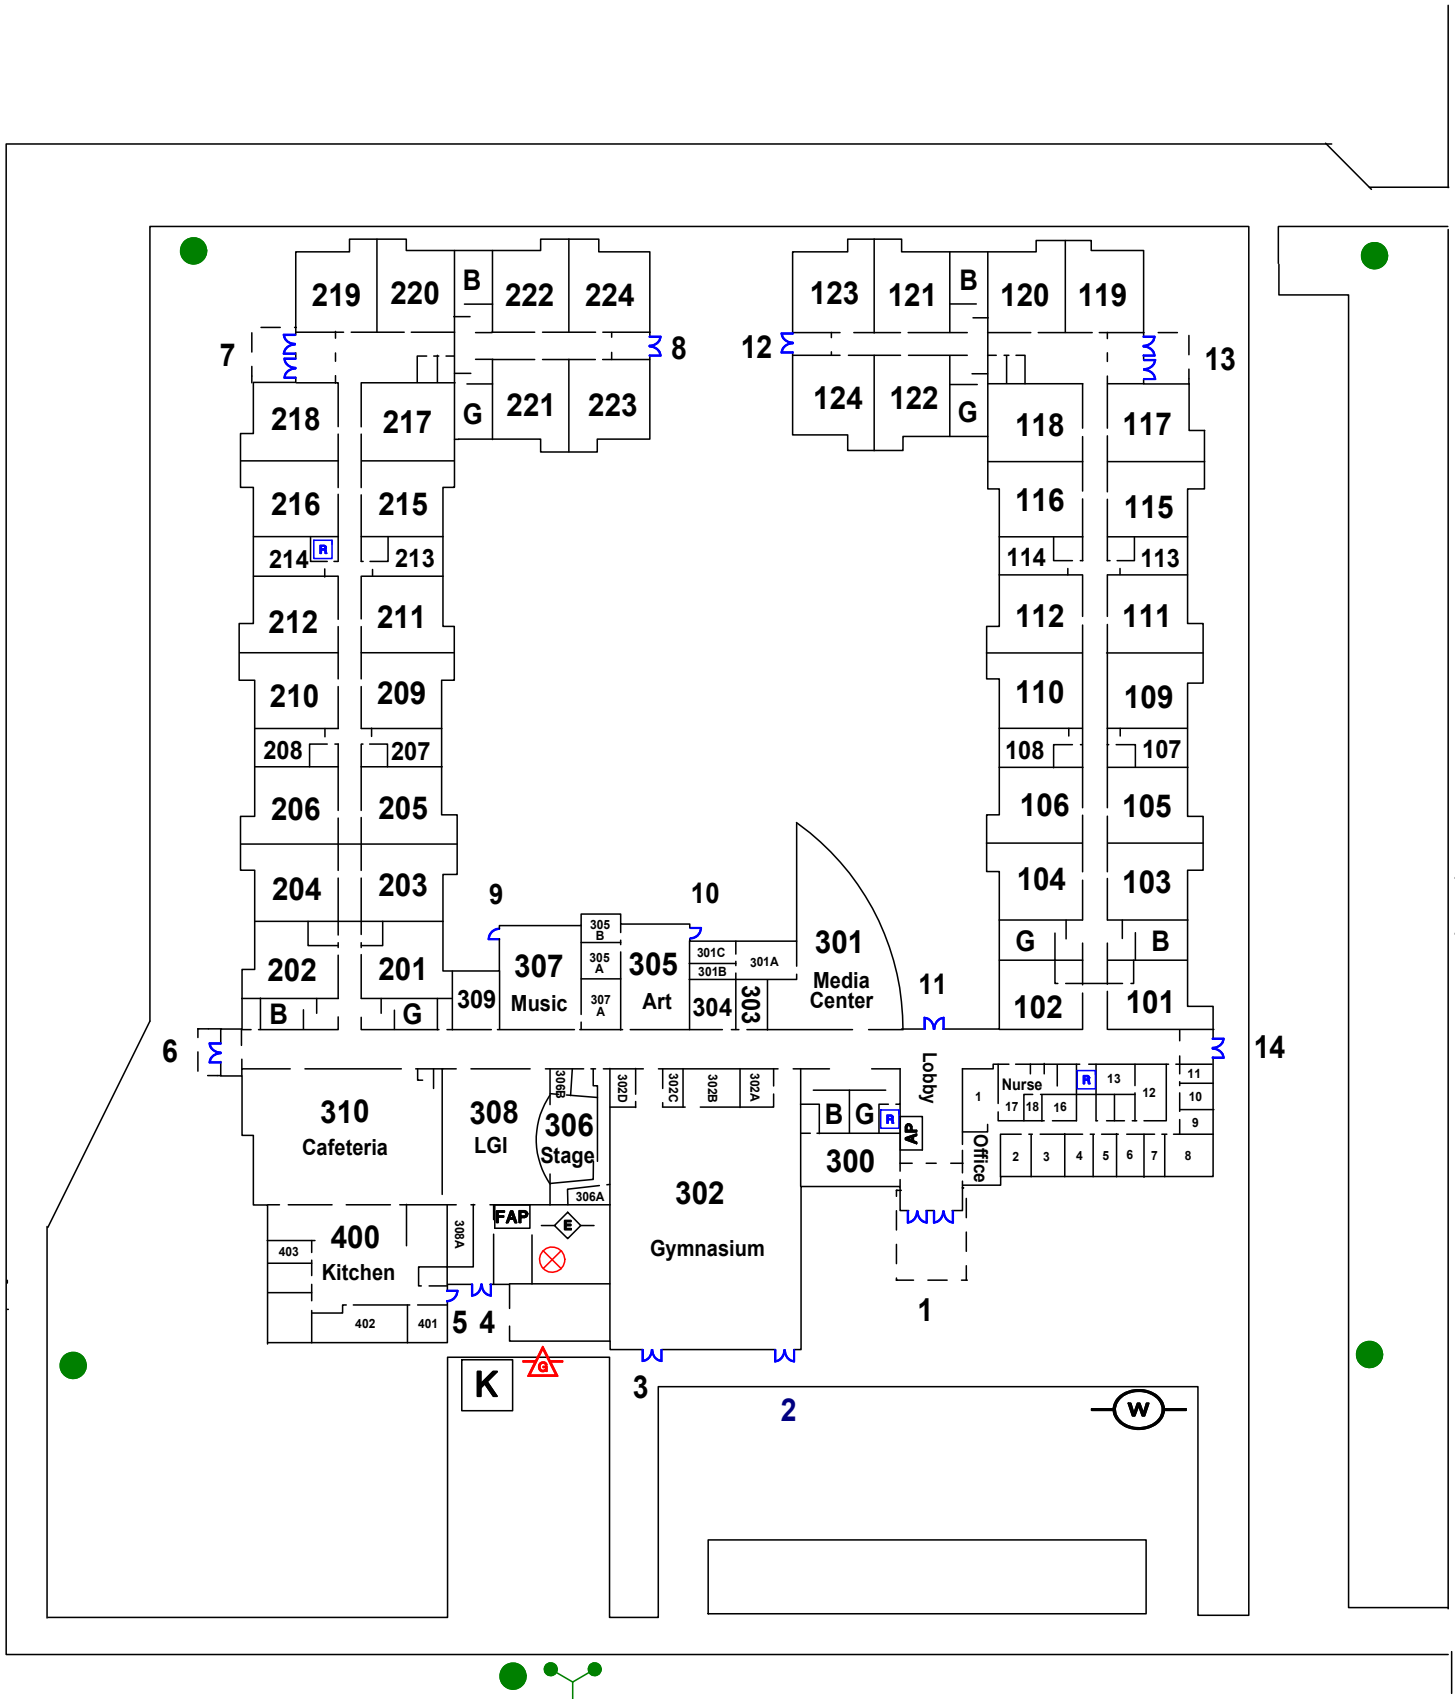 219 220 B 222 224
123 121 B 120 119
7 8 12 13
218 217 G 221 223
124 122 G 118 117
216 215 116 115
214 R 213 114 113
212 211 112 111
210 209 110 109
208 207 108 107
206 205 106 105
204 203 104 103
9 10
305 B
202 201 307 Music
305 A
305 Art
301C 301A
301B
301 Media Center
G B
309 307 A 304 303 11 102 101
B G
6 14
Lobby
310 Cafeteria
308 LGI
306B
306 Stage
306A
302D 302C 302B 302A
B G R AP
300
1
Office
Nurse R 13 12 11
17 18 16 10
9
2 3 4 5 6 7 8
302 Gymnasium
400 Kitchen
403
308A FAP E
402 401
5 4
G
K
3 2 1
W